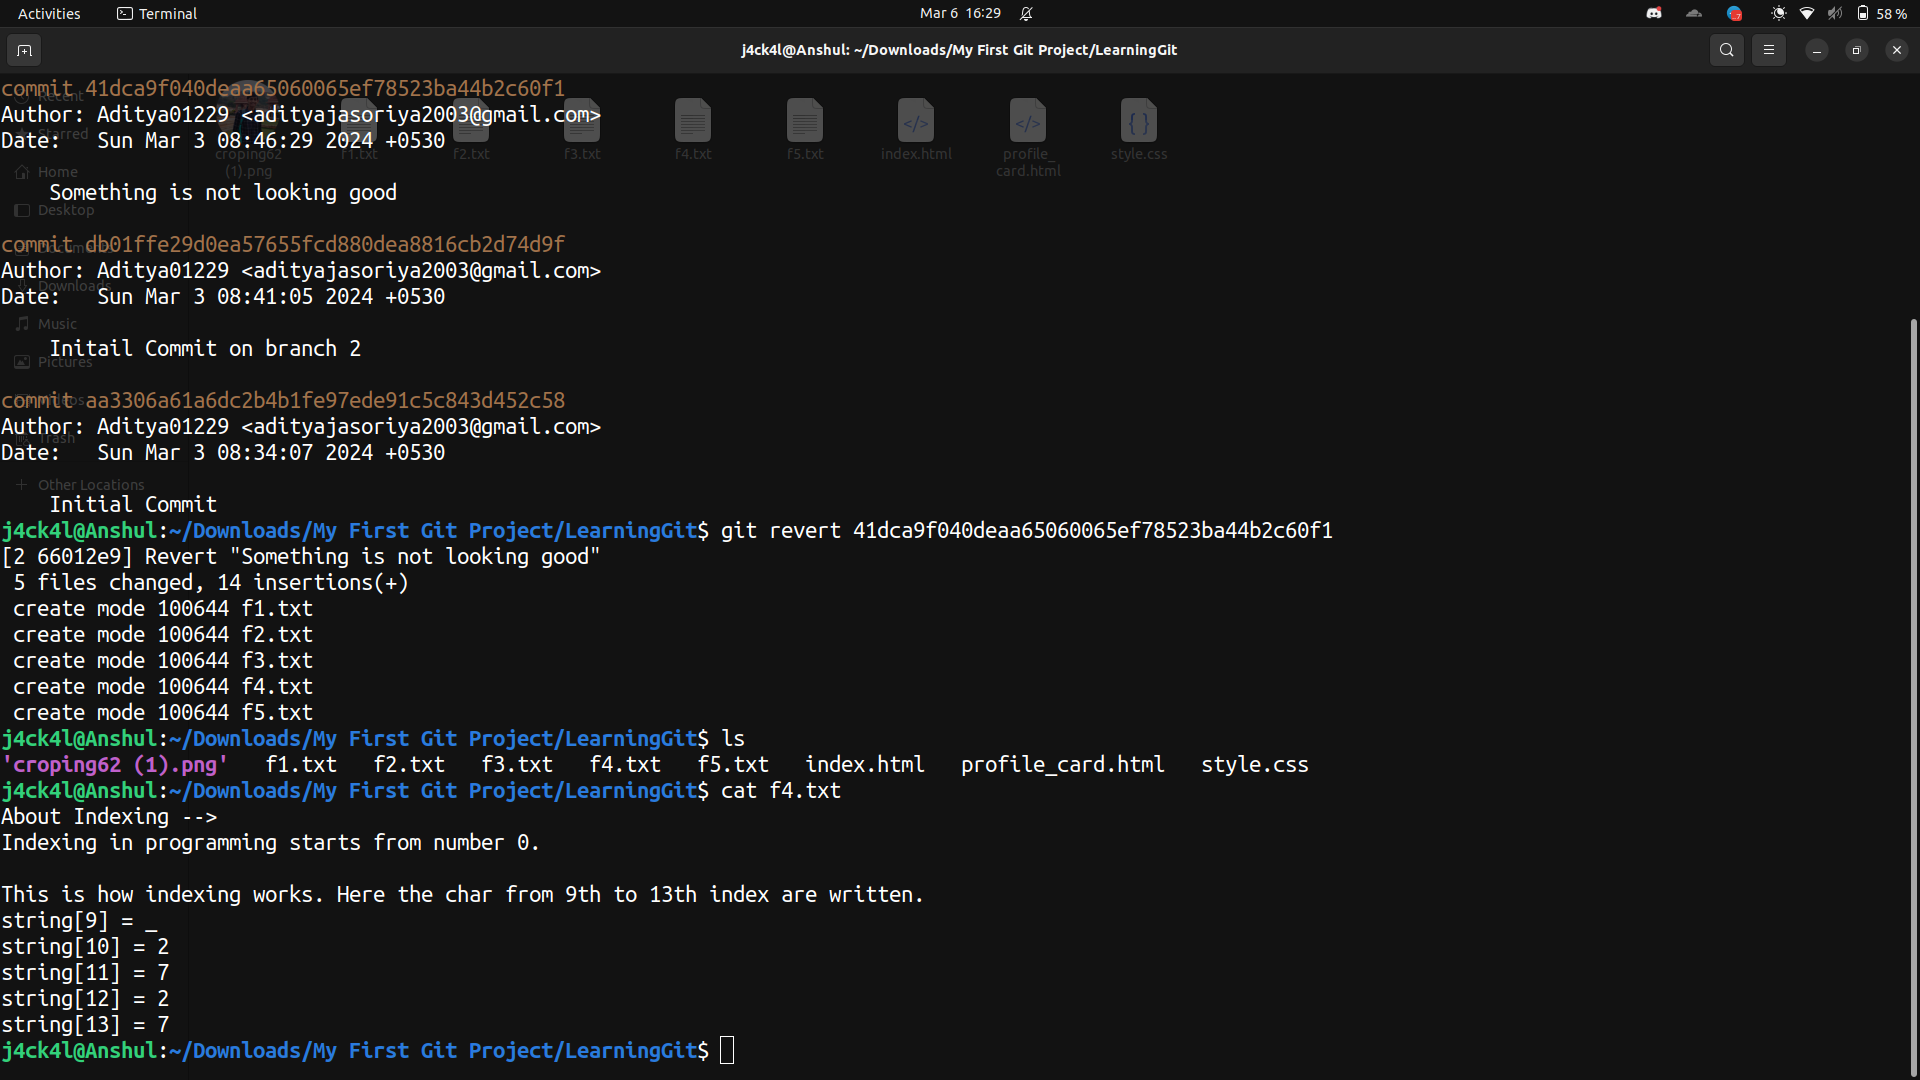 Activities Terminal Mar 6 16:29 58 %
j4ck4l@Anshul: ~/Downloads/My First Git Project/LearningGit
commit 41dca9f040deaa65060065ef78523ba44b2c60f1
Recent
Author: Aditya01229 <adityajasoriya2003@gmail.com>
Starred
Date:   Sun Mar 3 08:46:29 2024 +0530
croping62 (1).png f1.txt f2.txt f3.txt f4.txt f5.txt index.html profile_card.html style.css
Home
    Something is not looking good
Desktop
commit db01ffe29d0ea57655fcd880dea8816cb2d74d9f
Documents
Author: Aditya01229 <adityajasoriya2003@gmail.com>
Downloads
Date:   Sun Mar 3 08:41:05 2024 +0530
Music
    Initail Commit on branch 2
Pictures
commit aa3306a61a6dc2b4b1fe97ede91c5c843d452c58
Videos
Author: Aditya01229 <adityajasoriya2003@gmail.com>
Trash
Date:   Sun Mar 3 08:34:07 2024 +0530
Other Locations
    Initial Commit
j4ck4l@Anshul:~/Downloads/My First Git Project/LearningGit$ git revert 41dca9f040deaa65060065ef78523ba44b2c60f1
[2 66012e9] Revert "Something is not looking good"
 5 files changed, 14 insertions(+)
 create mode 100644 f1.txt
 create mode 100644 f2.txt
 create mode 100644 f3.txt
 create mode 100644 f4.txt
 create mode 100644 f5.txt
j4ck4l@Anshul:~/Downloads/My First Git Project/LearningGit$ ls
'croping62 (1).png'   f1.txt   f2.txt   f3.txt   f4.txt   f5.txt   index.html   profile_card.html   style.css
j4ck4l@Anshul:~/Downloads/My First Git Project/LearningGit$ cat f4.txt
About Indexing -->
Indexing in programming starts from number 0.
This is how indexing works. Here the char from 9th to 13th index are written.
string[9] = _
string[10] = 2
string[11] = 7
string[12] = 2
string[13] = 7
j4ck4l@Anshul:~/Downloads/My First Git Project/LearningGit$